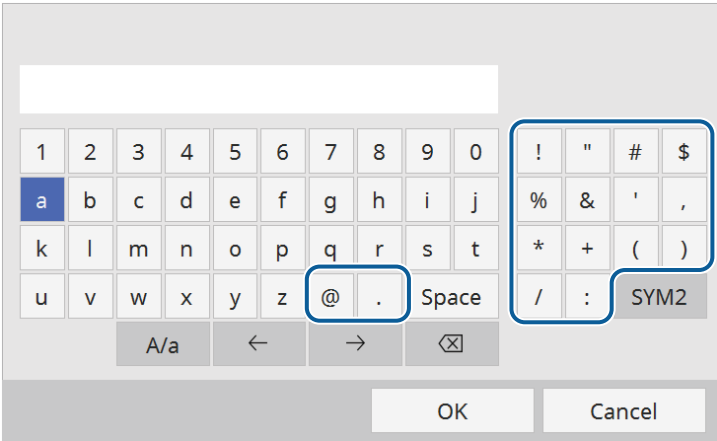 1 2 3 4 5 6 7 8 9 0 ! " # $
a b c d e f g h i j % & ' ,
k l m n o p q r s t * + ( )
u v w x y z @ . Space / : SYM2
A/a ← → ⌫
OK Cancel